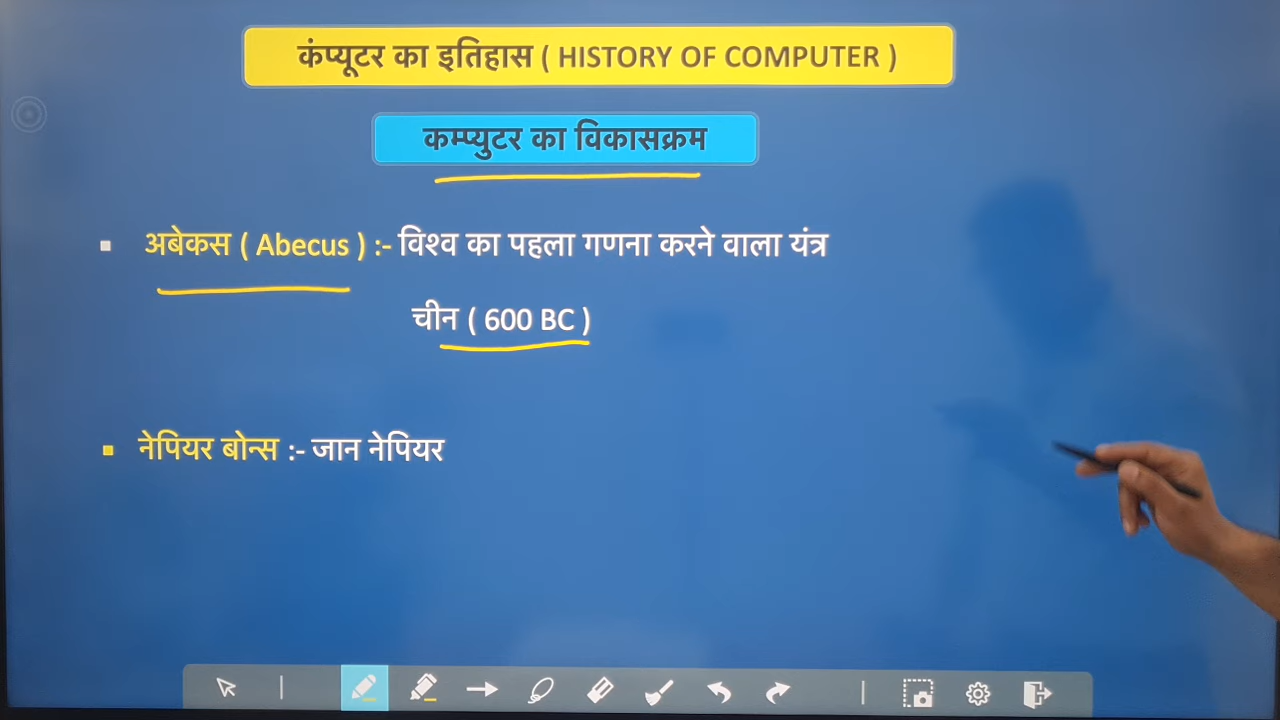 कंप्यूटर का इतिहास ( HISTORY OF COMPUTER )
कम्प्युटर का विकासक्रम
अबेकस ( Abecus ) :- विश्व का पहला गणना करने वाला यंत्र
चीन ( 600 BC )
नेपियर बोन्स :- जान नेपियर